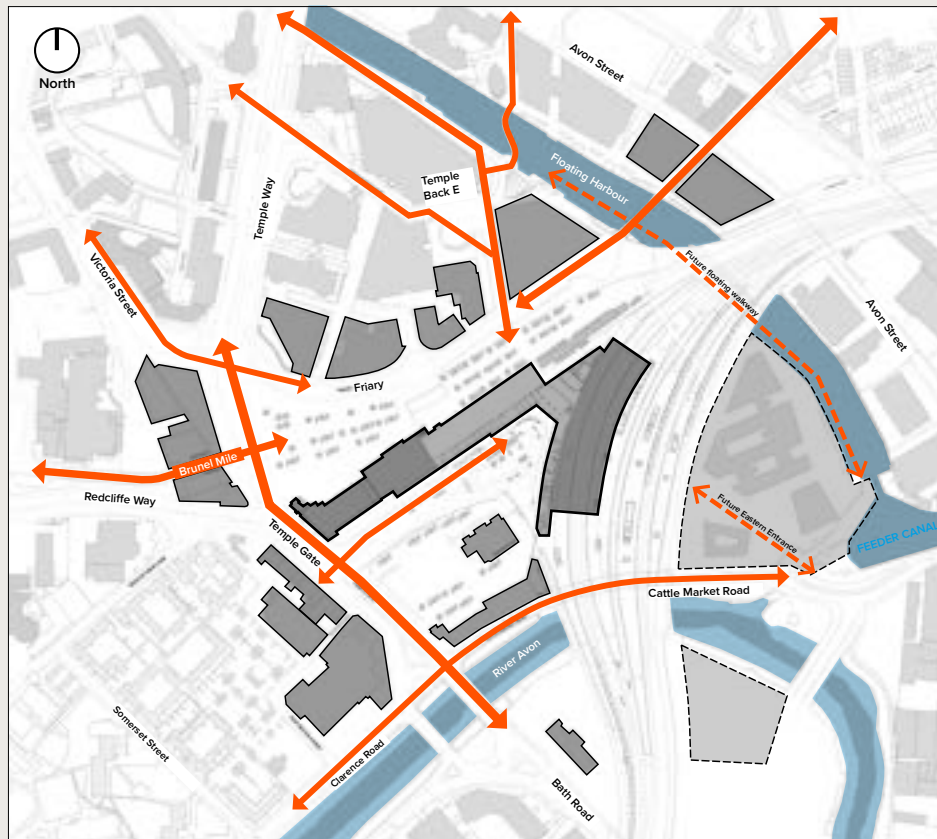 North
Avon Street
Floating Harbour
Temple
Back E
Temple Way
Victoria Street
Future floating walkway
Avon Street
Friary
Brunel Mile
Redcliffe Way
Temple Gate
Future Eastern Entrance
FEEDER CANAL
Cattle Market Road
River Avon
Somerset Street
Clarence Road
Bath Road